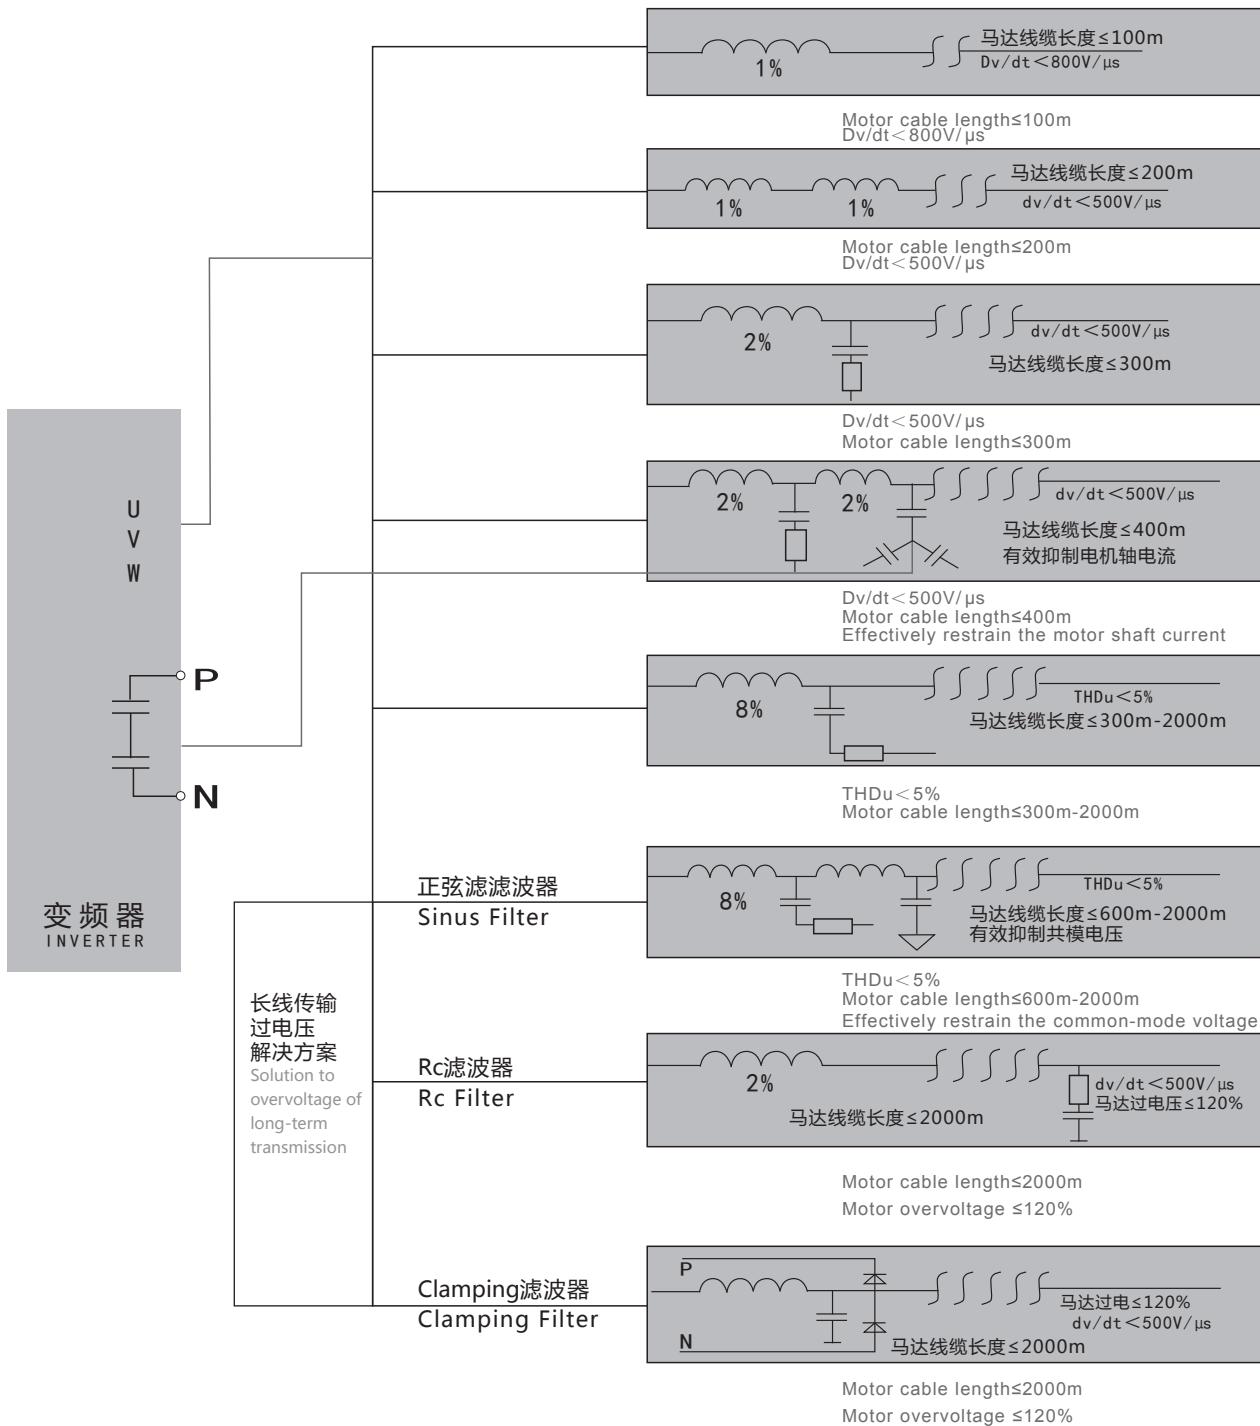 马达线缆长度≤100m
Dv/dt＜800V/μs
1%
Motor cable length≤100m
Dv/dt＜800V/μs
马达线缆长度≤200m
dv/dt＜500V/μs
1%
1%
Motor cable length≤200m
Dv/dt＜500V/μs
2%
dv/dt＜500V/μs
马达线缆长度≤300m
Dv/dt＜500V/μs
Motor cable length≤300m
2%
2%
dv/dt＜500V/μs
马达线缆长度≤400m
有效抑制电机轴电流
Dv/dt＜500V/μs
Motor cable length≤400m
Effectively restrain the motor shaft current
U
V
W
P
N
变频器
INVERTER
8%
THDu＜5%
马达线缆长度≤300m-2000m
THDu＜5%
Motor cable length≤300m-2000m
正弦滤滤波器
Sinus Filter
8%
THDu＜5%
马达线缆长度≤600m-2000m
有效抑制共模电压
THDu＜5%
Motor cable length≤600m-2000m
Effectively restrain the common-mode voltage
长线传输
过电压
解决方案
Solution to
overvoltage of
long-term
transmission
Rc滤波器
Rc Filter
2%
dv/dt＜500V/μs
马达过电压≤120%
马达线缆长度≤2000m
Motor cable length≤2000m
Motor overvoltage ≤120%
Clamping滤波器
Clamping Filter
P
N
马达过电≤120%
dv/dt＜500V/μs
马达线缆长度≤2000m
Motor cable length≤2000m
Motor overvoltage ≤120%